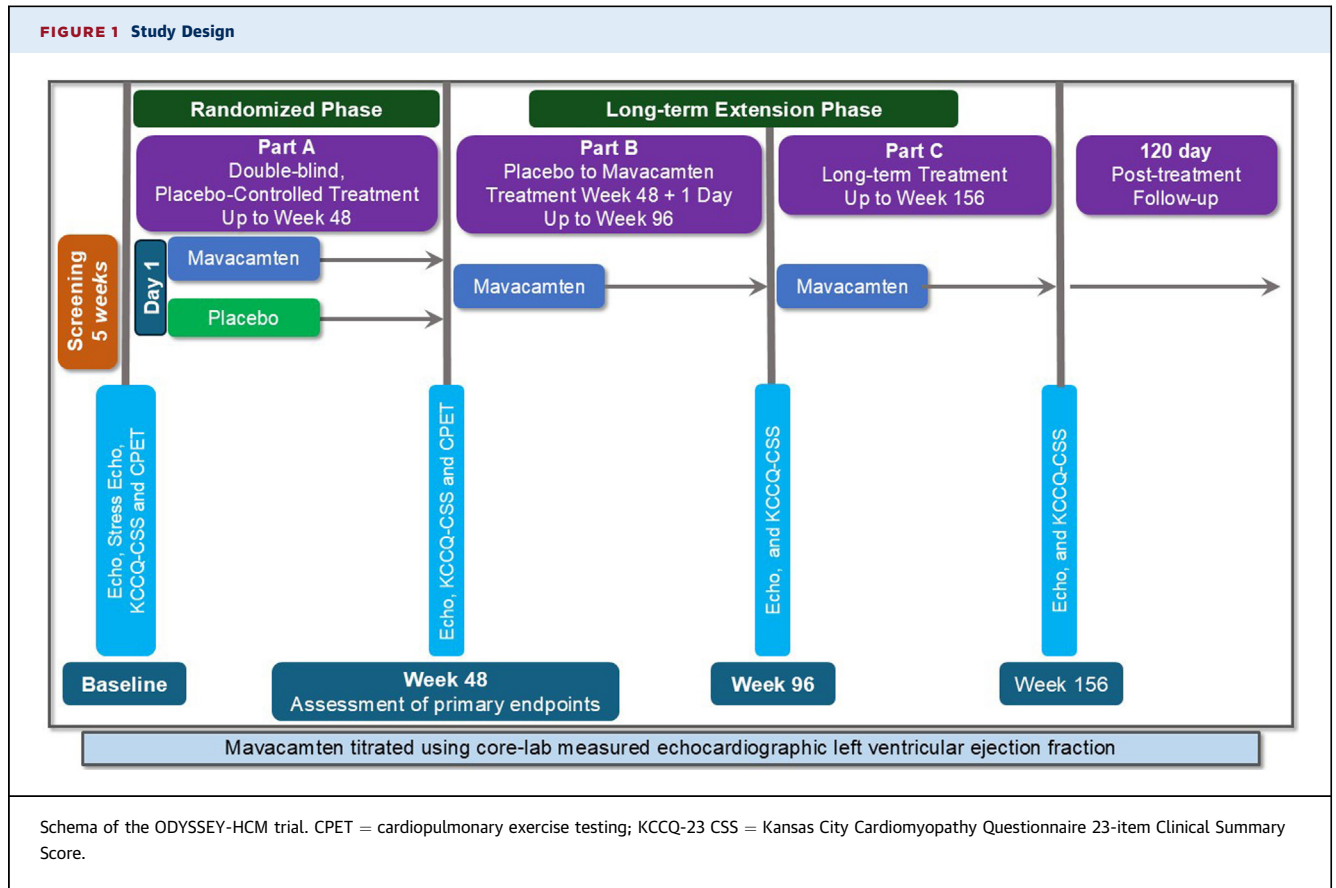 FIGURE 1 Study Design
Randomized Phase
Long-term Extension Phase
Part A
Double-blind,
Placebo-Controlled Treatment
Up to Week 48
Part B
Placebo to Mavacamten
Treatment Week 48 + 1 Day
Up to Week 96
Part C
Long-term Treatment
Up to Week 156
120 day
Post-treatment
Follow-up
Screening
5 weeks
Day 1
Mavacamten
Placebo
Mavacamten
Mavacamten
Echo, Stress Echo,
KCCQ-CSS and CPET
Echo, KCCQ-CSS and CPET
Echo, and KCCQ-CSS
Echo, and KCCQ-CSS
Baseline
Week 48
Assessment of primary endpoints
Week 96
Week 156
Mavacamten titrated using core-lab measured echocardiographic left ventricular ejection fraction
Schema of the ODYSSEY-HCM trial. CPET = cardiopulmonary exercise testing; KCCQ-23 CSS = Kansas City Cardiomyopathy Questionnaire 23-item Clinical Summary
Score.